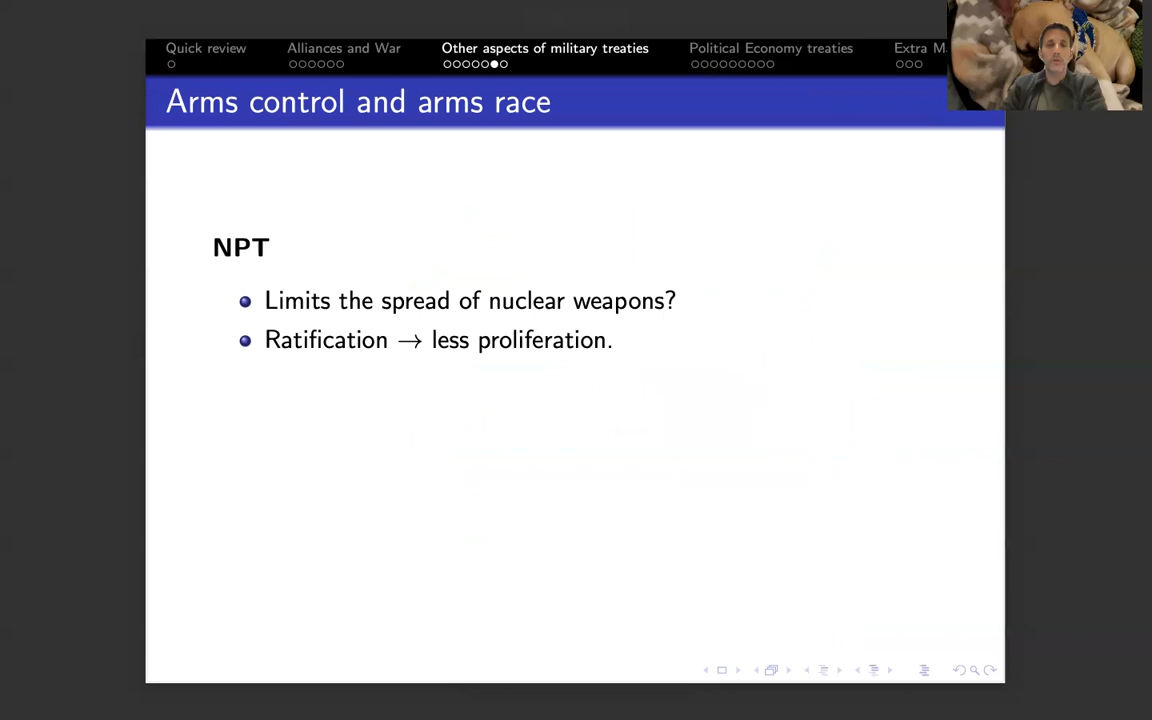 Quick review Alliances and War Other aspects of military treaties Political Economy treaties Extra M
Arms control and arms race
NPT
Limits the spread of nuclear weapons?
Ratification → less proliferation.